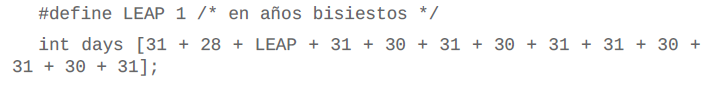 #define LEAP 1 /* en años bisiestos */
int days [31 + 28 + LEAP + 31 + 30 + 31 + 30 + 31 + 31 + 30 +
31 + 30 + 31];